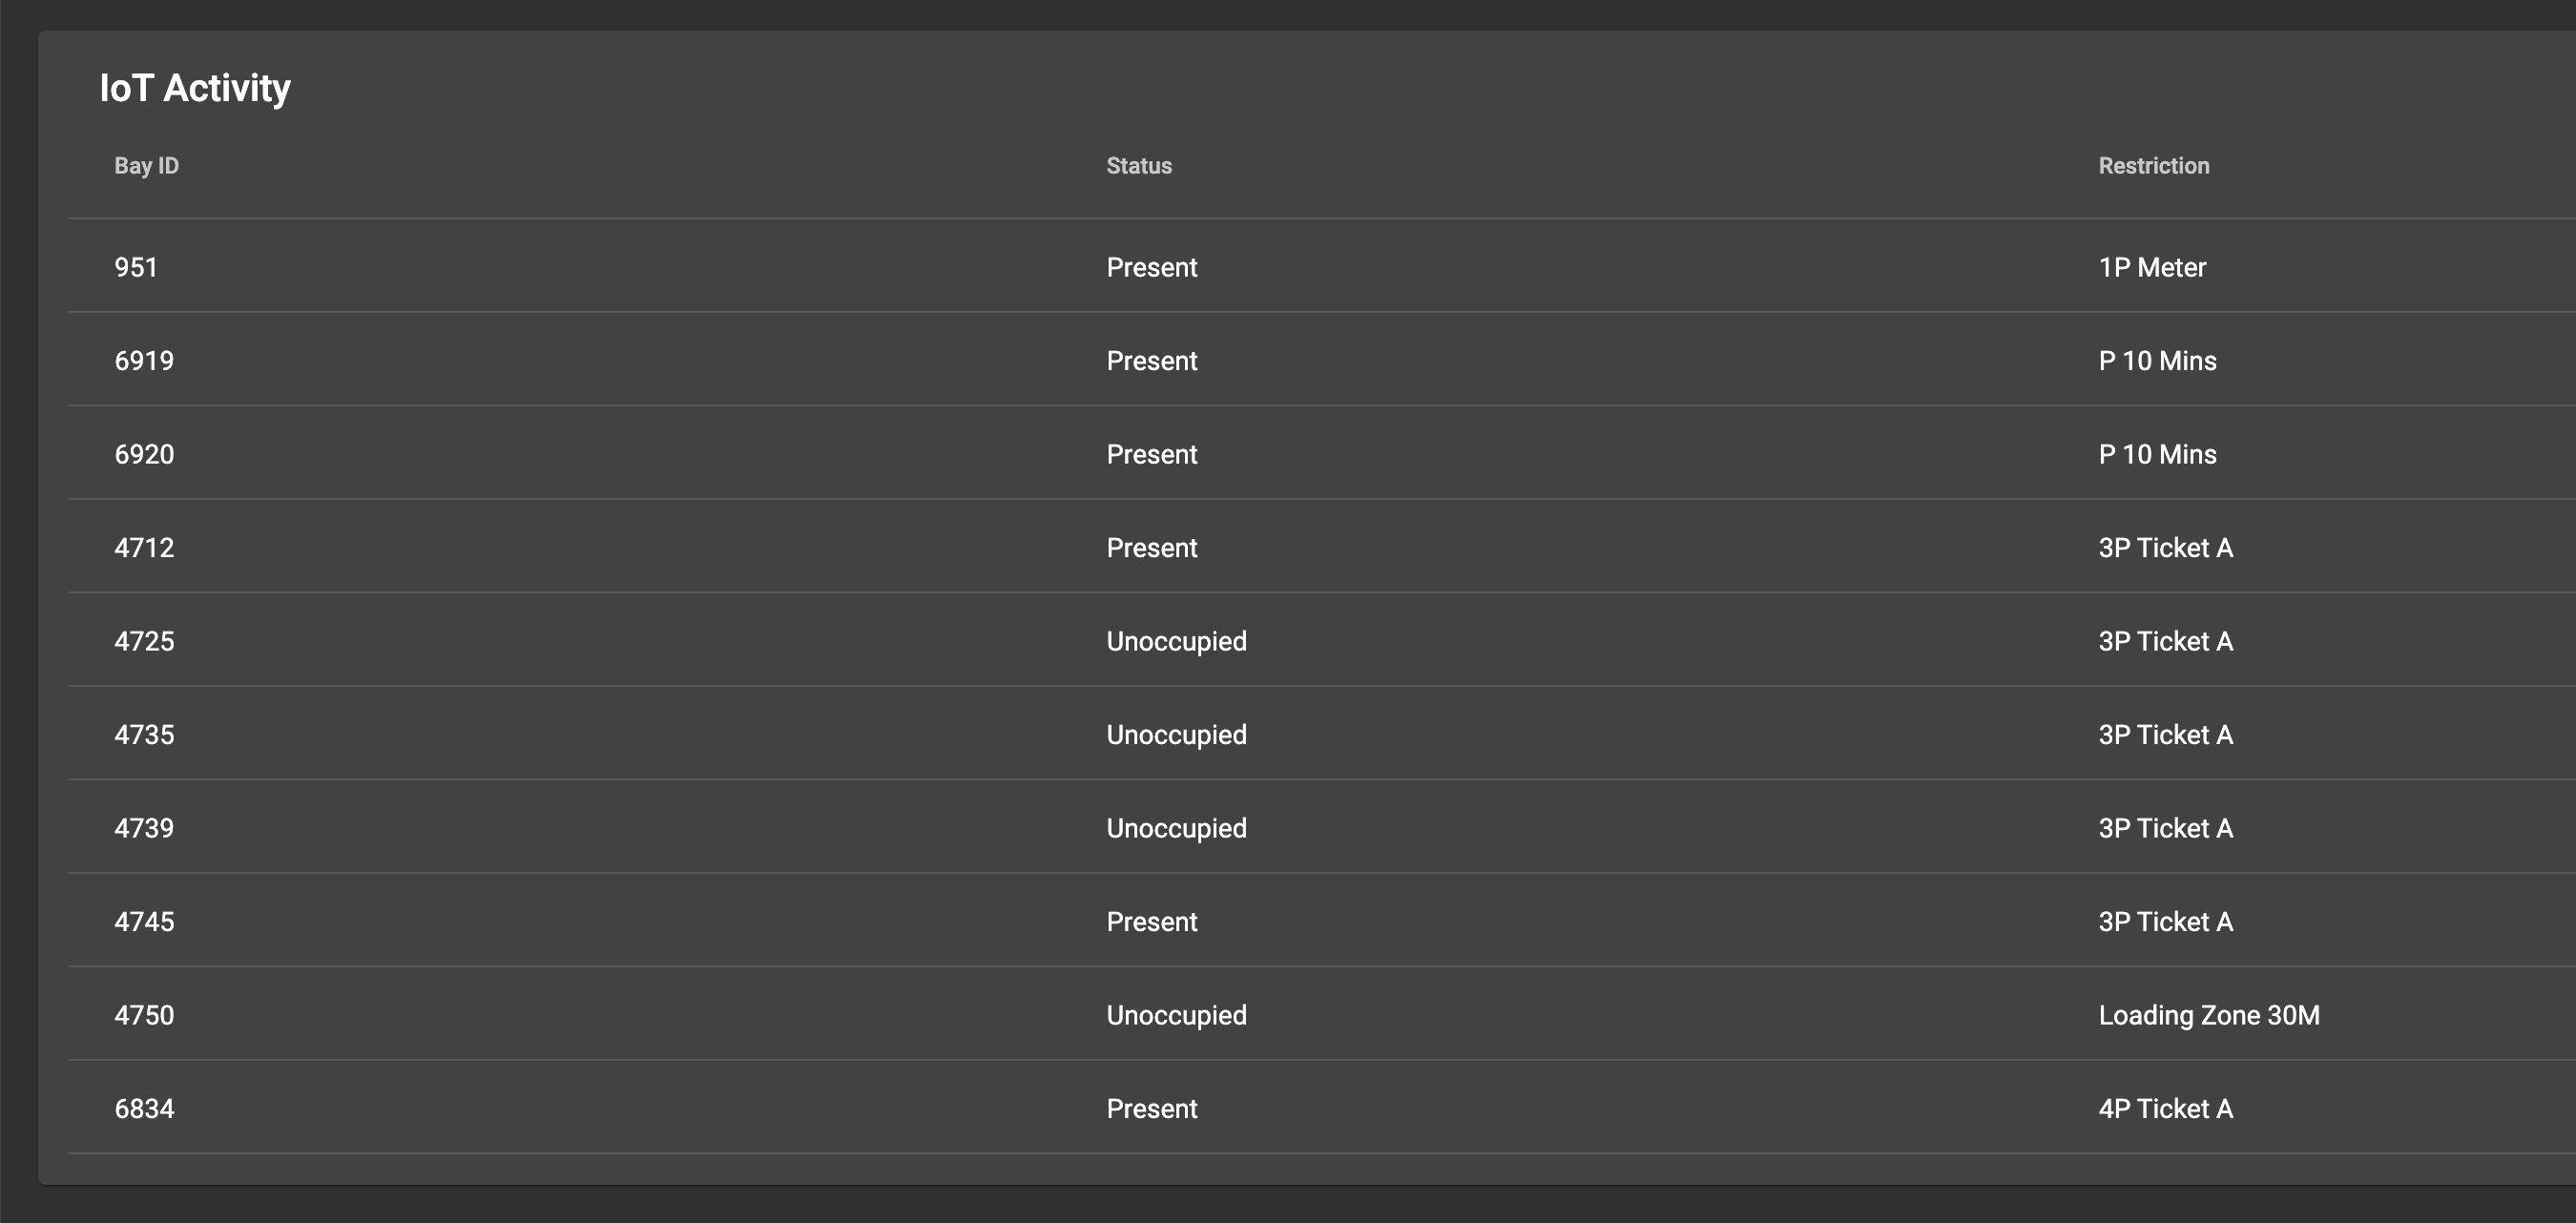 IoT Activity
Bay ID Status Restriction
951 Present 1P Meter
6919 Present P 10 Mins
6920 Present P 10 Mins
4712 Present 3P Ticket A
4725 Unoccupied 3P Ticket A
4735 Unoccupied 3P Ticket A
4739 Unoccupied 3P Ticket A
4745 Present 3P Ticket A
4750 Unoccupied Loading Zone 30M
6834 Present 4P Ticket A